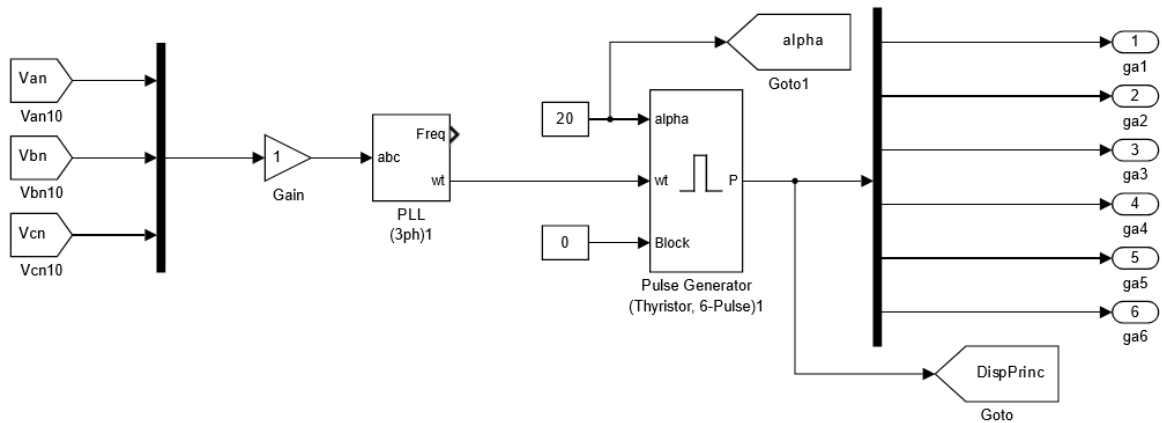 Van
Van10
Vbn
Vbn10
Vcn
Vcn10
1
Gain
abc
Freq
wt
PLL
(3ph)1
20
0
alpha
wt
Block
P
Pulse Generator
(Thyristor, 6-Pulse)1
alpha
Goto1
1
ga1
2
ga2
3
ga3
4
ga4
5
ga5
6
ga6
DispPrinc
Goto